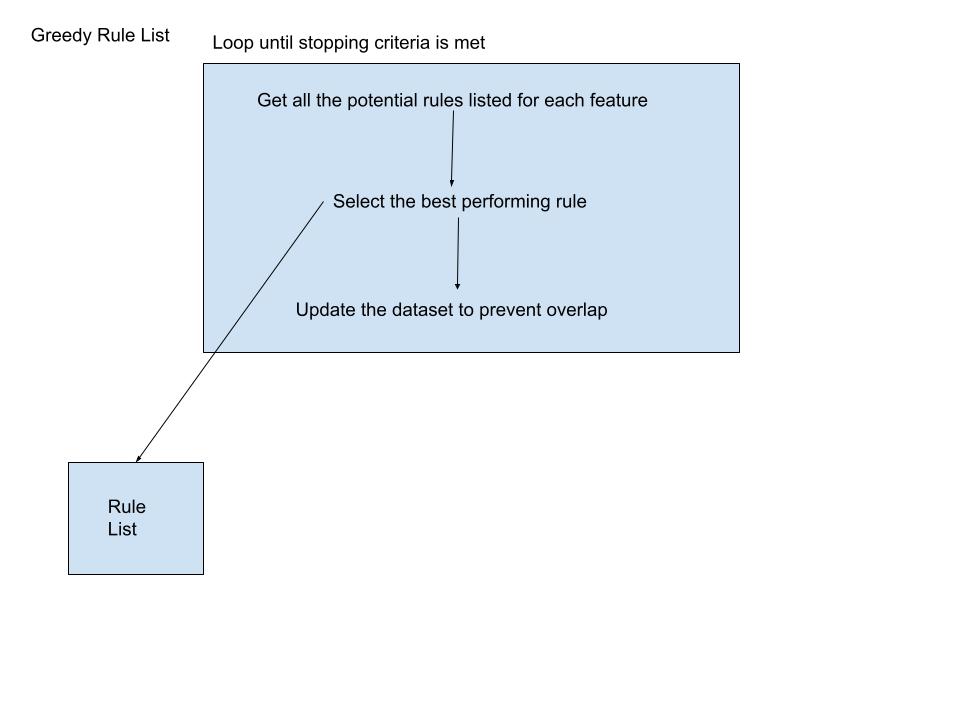 Greedy Rule List
Loop until stopping criteria is met
Get all the potential rules listed for each feature
Select the best performing rule
Update the dataset to prevent overlap
Rule
List